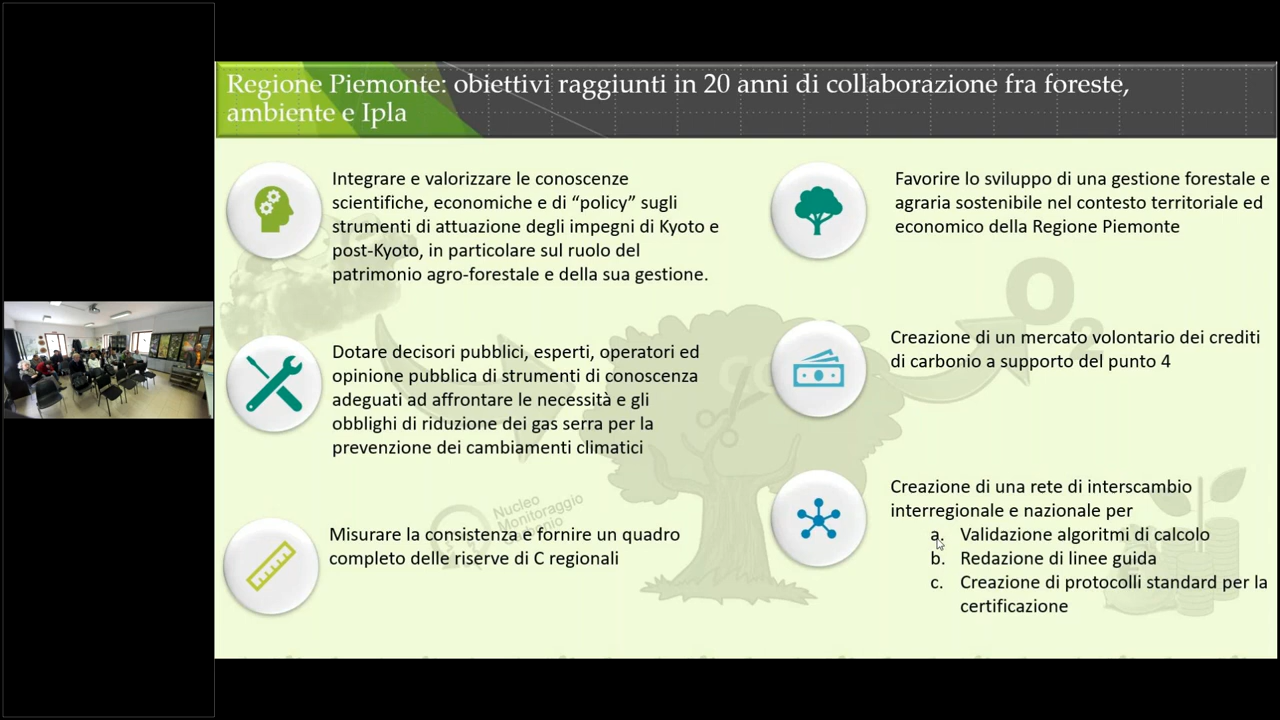 Regione Piemonte: obiettivi raggiunti in 20 anni di collaborazione fra foreste,
ambiente e Ipla
Integrare e valorizzare le conoscenze
scientifiche, economiche e di “policy” sugli
strumenti di attuazione degli impegni di Kyoto e
post-Kyoto, in particolare sul ruolo del
patrimonio agro-forestale e della sua gestione.
Dotare decisori pubblici, esperti, operatori ed
opinione pubblica di strumenti di conoscenza
adeguati ad affrontare le necessità e gli
obblighi di riduzione dei gas serra per la
prevenzione dei cambiamenti climatici
Nucleo
Monitoraggio
Carbonio
Misurare la consistenza e fornire un quadro
completo delle riserve di C regionali
Favorire lo sviluppo di una gestione forestale e
agraria sostenibile nel contesto territoriale ed
economico della Regione Piemonte
Creazione di un mercato volontario dei crediti
di carbonio a supporto del punto 4
Creazione di una rete di interscambio
interregionale e nazionale per
a. Validazione algoritmi di calcolo
b. Redazione di linee guida
c. Creazione di protocolli standard per la
certificazione